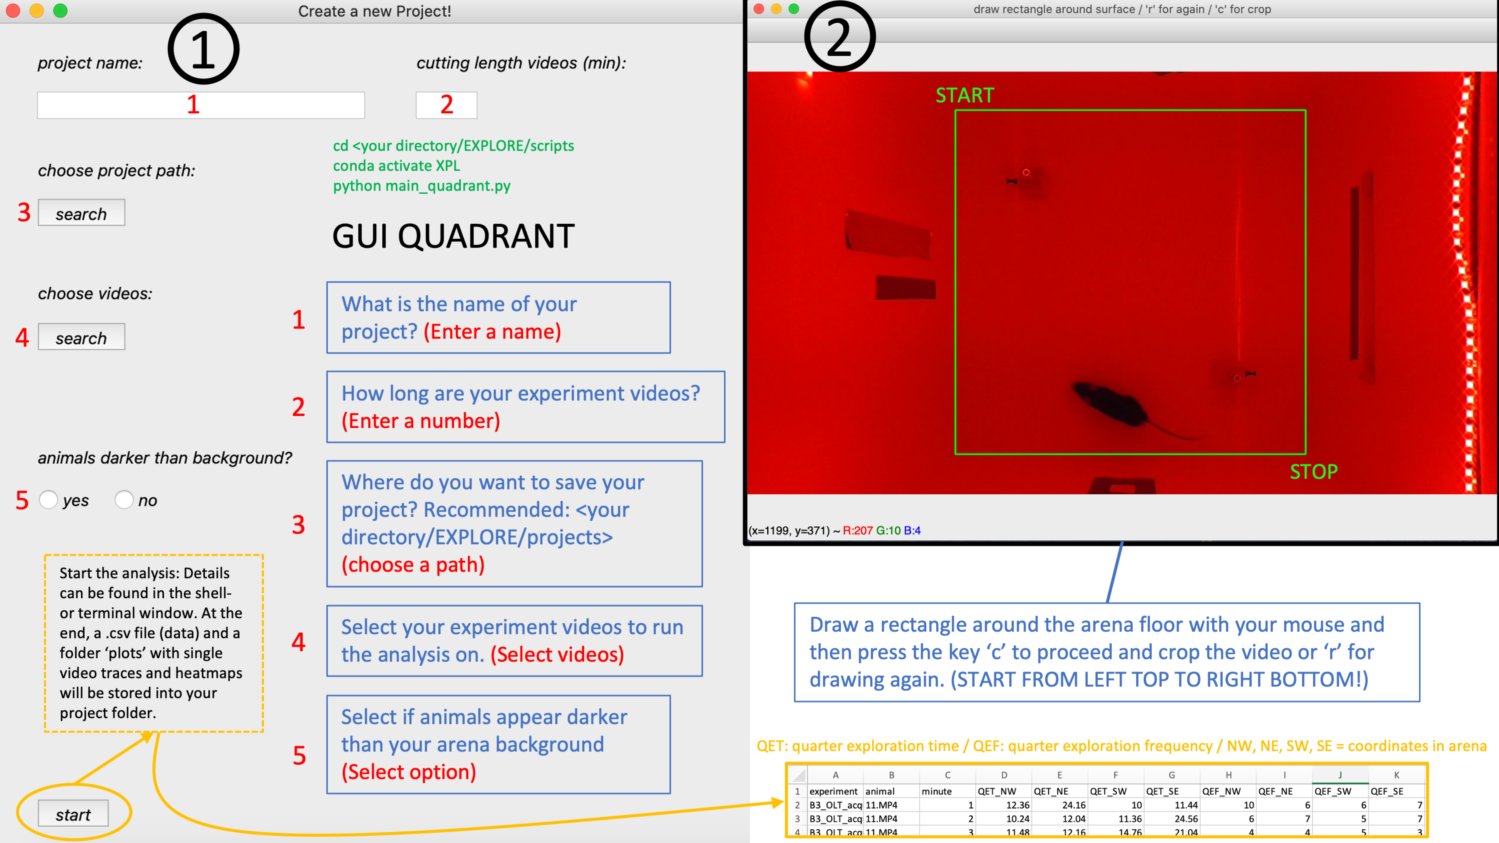 Create a new Project!
1
project name:
cutting length videos (min):
1
2
cd <your directory/EXPLORE/scripts
conda activate XPL
python main_quadrant.py
choose project path:
3
search
GUI QUADRANT
choose videos:
4
search
1
What is the name of your
project? (Enter a name)
2
How long are your experiment videos?
(Enter a number)
animals darker than background?
5
yes
no
3
Where do you want to save your
project? Recommended: <your
directory/EXPLORE/projects>
(choose a path)
4
Select your experiment videos to run
the analysis on. (Select videos)
5
Select if animals appear darker
than your arena background
(Select option)
Start the analysis: Details
can be found in the shell-
or terminal window. At the
end, a .csv file (data) and a
folder ‘plots’ with single
video traces and heatmaps
will be stored into your
project folder.
start
draw rectangle around surface / 'r' for again / 'c' for crop
2
START
STOP
(x=1199, y=371) ~ R:207 G:10 B:4
Draw a rectangle around the arena floor with your mouse and
then press the key ‘c’ to proceed and crop the video or ‘r’ for
drawing again. (START FROM LEFT TOP TO RIGHT BOTTOM!)
QET: quarter exploration time / QEF: quarter exploration frequency / NW, NE, SW, SE = coordinates in arena
A B C D E F G H I J K
1 experiment animal minute QET_NW QET_NE QET_SW QET_SE QEF_NW QEF_NE QEF_SW QEF_SE
2 B3_OLT_acq 11.MP4 1 12.36 24.16 10 11.44 10 6 6 7
3 B3_OLT_acq 11.MP4 2 10.24 12.04 11.36 24.56 6 7 5 7
4 B3_OLT_acq 11.MP4 3 11.48 12.16 14.76 21.04 4 4 5 3